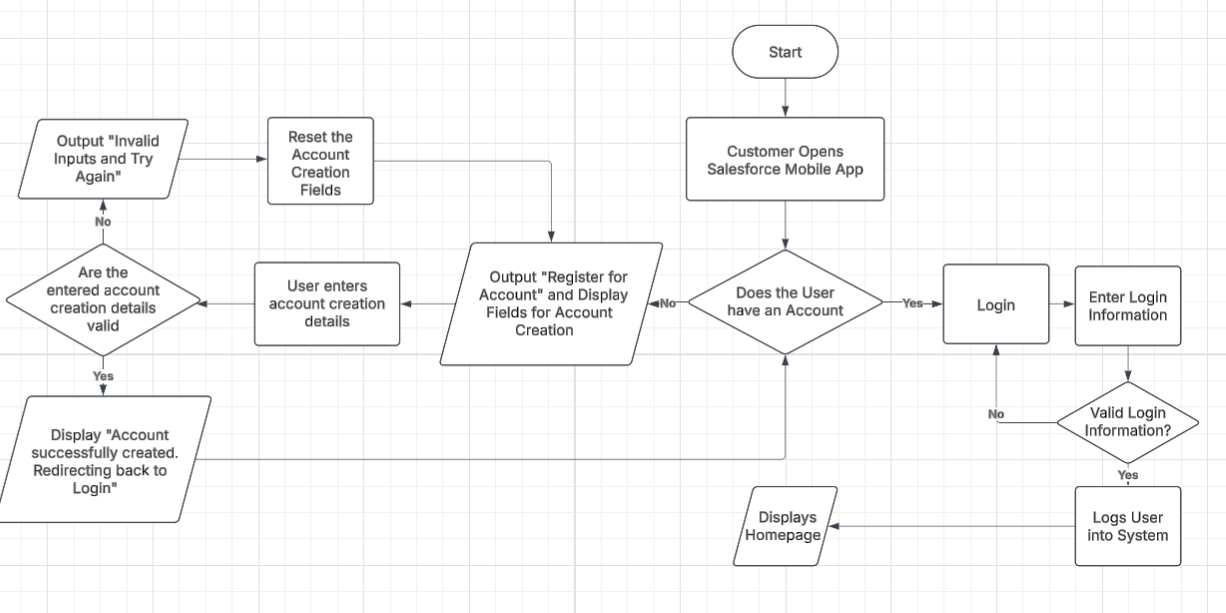 Start
Customer Opens
Salesforce Mobile App
Does the User
have an Account
Yes
Login
Enter Login
Information
Valid Login
Information?
No
Yes
Logs User
into System
Displays
Homepage
No
Output "Register for
Account" and Display
Fields for Account
Creation
User enters
account creation
details
Are the
entered account
creation details
valid
No
Output "Invalid
Inputs and Try
Again"
Reset the
Account
Creation
Fields
Yes
Display "Account
successfully created.
Redirecting back to
Login"